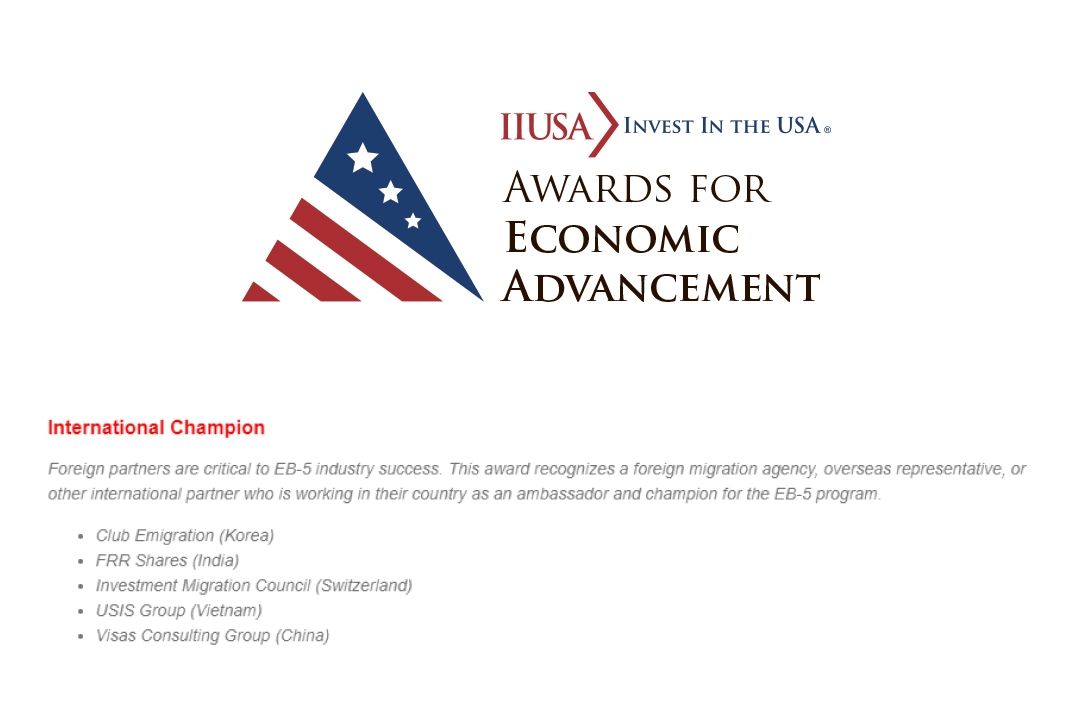 IIUSA INVEST IN THE USA®
AWARDS FOR
ECONOMIC
ADVANCEMENT
International Champion
Foreign partners are critical to EB-5 industry success. This award recognizes a foreign migration agency, overseas representative, or
other international partner who is working in their country as an ambassador and champion for the EB-5 program.
• Club Emigration (Korea)
• FRR Shares (India)
• Investment Migration Council (Switzerland)
• USIS Group (Vietnam)
• Visas Consulting Group (China)